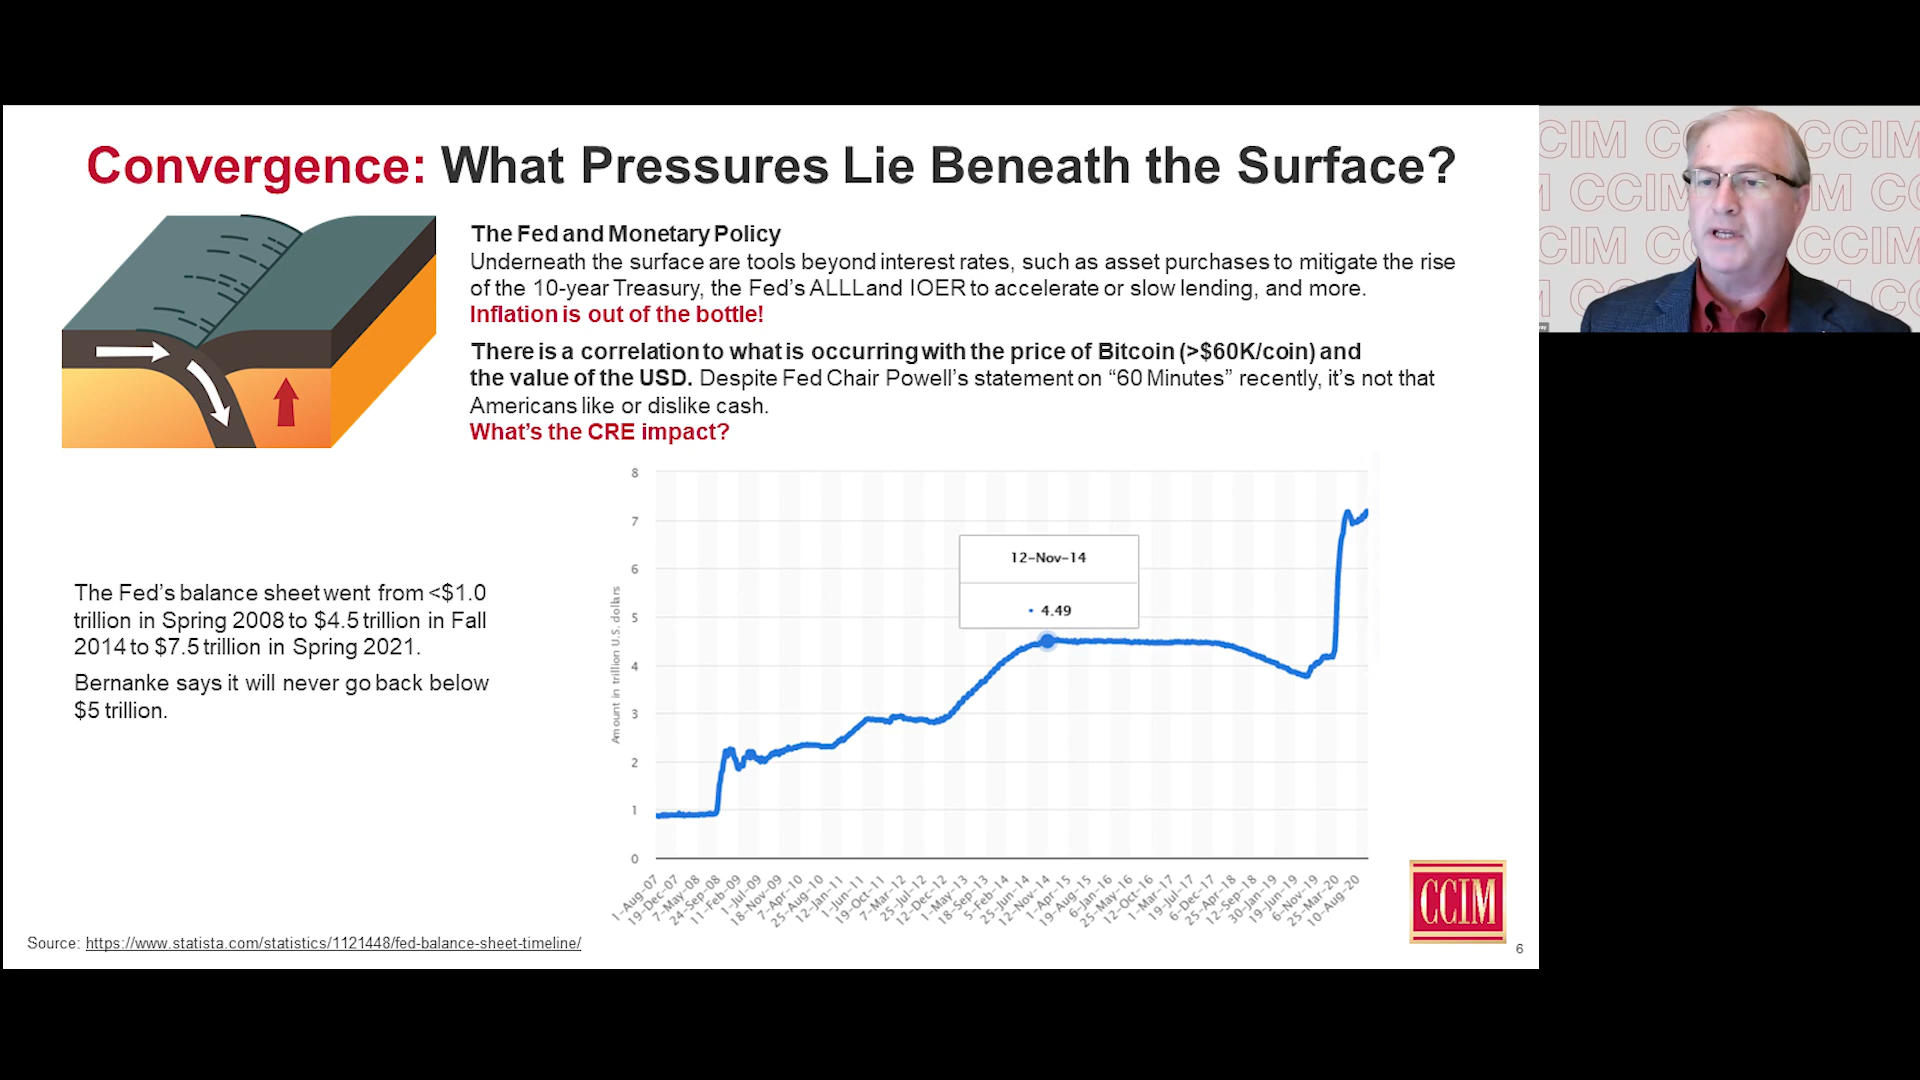 Convergence: What Pressures Lie Beneath the Surface?
The Fed and Monetary Policy
Underneath the surface are tools beyond interest rates, such as asset purchases to mitigate the rise
of the 10-year Treasury, the Fed's ALLL and IOER to accelerate or slow lending, and more.
Inflation is out of the bottle!
There is a correlation to what is occurring with the price of Bitcoin (>$60K/coin) and
the value of the USD. Despite Fed Chair Powell's statement on “60 Minutes” recently, it's not that
Americans like or dislike cash.
What's the CRE impact?
The Fed's balance sheet went from <$1.0
trillion in Spring 2008 to $4.5 trillion in Fall
2014 to $7.5 trillion in Spring 2021.
Bernanke says it will never go back below
$5 trillion.
Amount in trillion U.S. dollars
8
7
6
5
4
3
2
1
0
12-Nov-14
4.49
1-Aug-07
19-Dec-07
7-May-08
24-Sep-08
11-Feb-09
1-Jul-09
18-Nov-09
7-Apr-10
25-Aug-10
12-Jan-11
1-Jun-11
19-Oct-11
7-Mar-12
25-Jul-12
12-Dec-12
1-May-13
18-Sep-13
5-Feb-14
25-Jun-14
12-Nov-14
1-Apr-15
19-Aug-15
6-Jan-16
25-May-16
12-Oct-16
1-Mar-17
19-Jul-17
6-Dec-17
25-Apr-18
12-Sep-18
30-Jan-19
19-Jun-19
6-Nov-19
25-Mar-20
10-Aug-20
Source: https://www.statista.com/statistics/1121448/fed-balance-sheet-timeline/
CCIM
6
CIM C CCIM
M CCIM M CC
CIM CC CCIM
CC CC